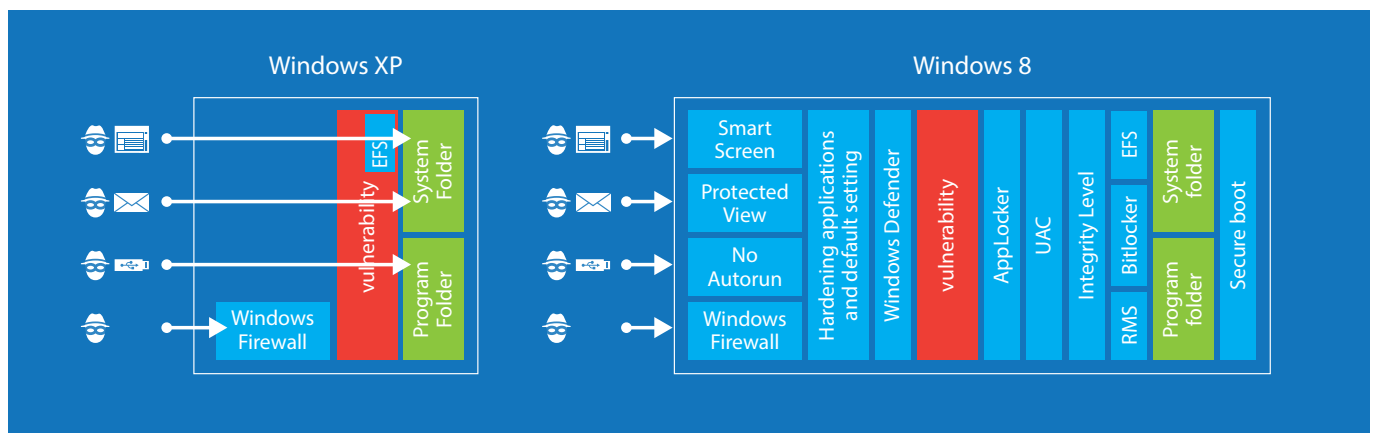 Windows XP
EFS
vulnerability
System
Folder
Program
Folder
Windows
Firewall
Windows 8
Smart
Screen
Protected
View
No
Autorun
Windows
Firewall
Hardening applications
and default setting
Windows Defender
vulnerability
AppLocker
UAC
Integrity Level
EFS
Bitlocker
RMS
System
folder
Program
folder
Secure boot